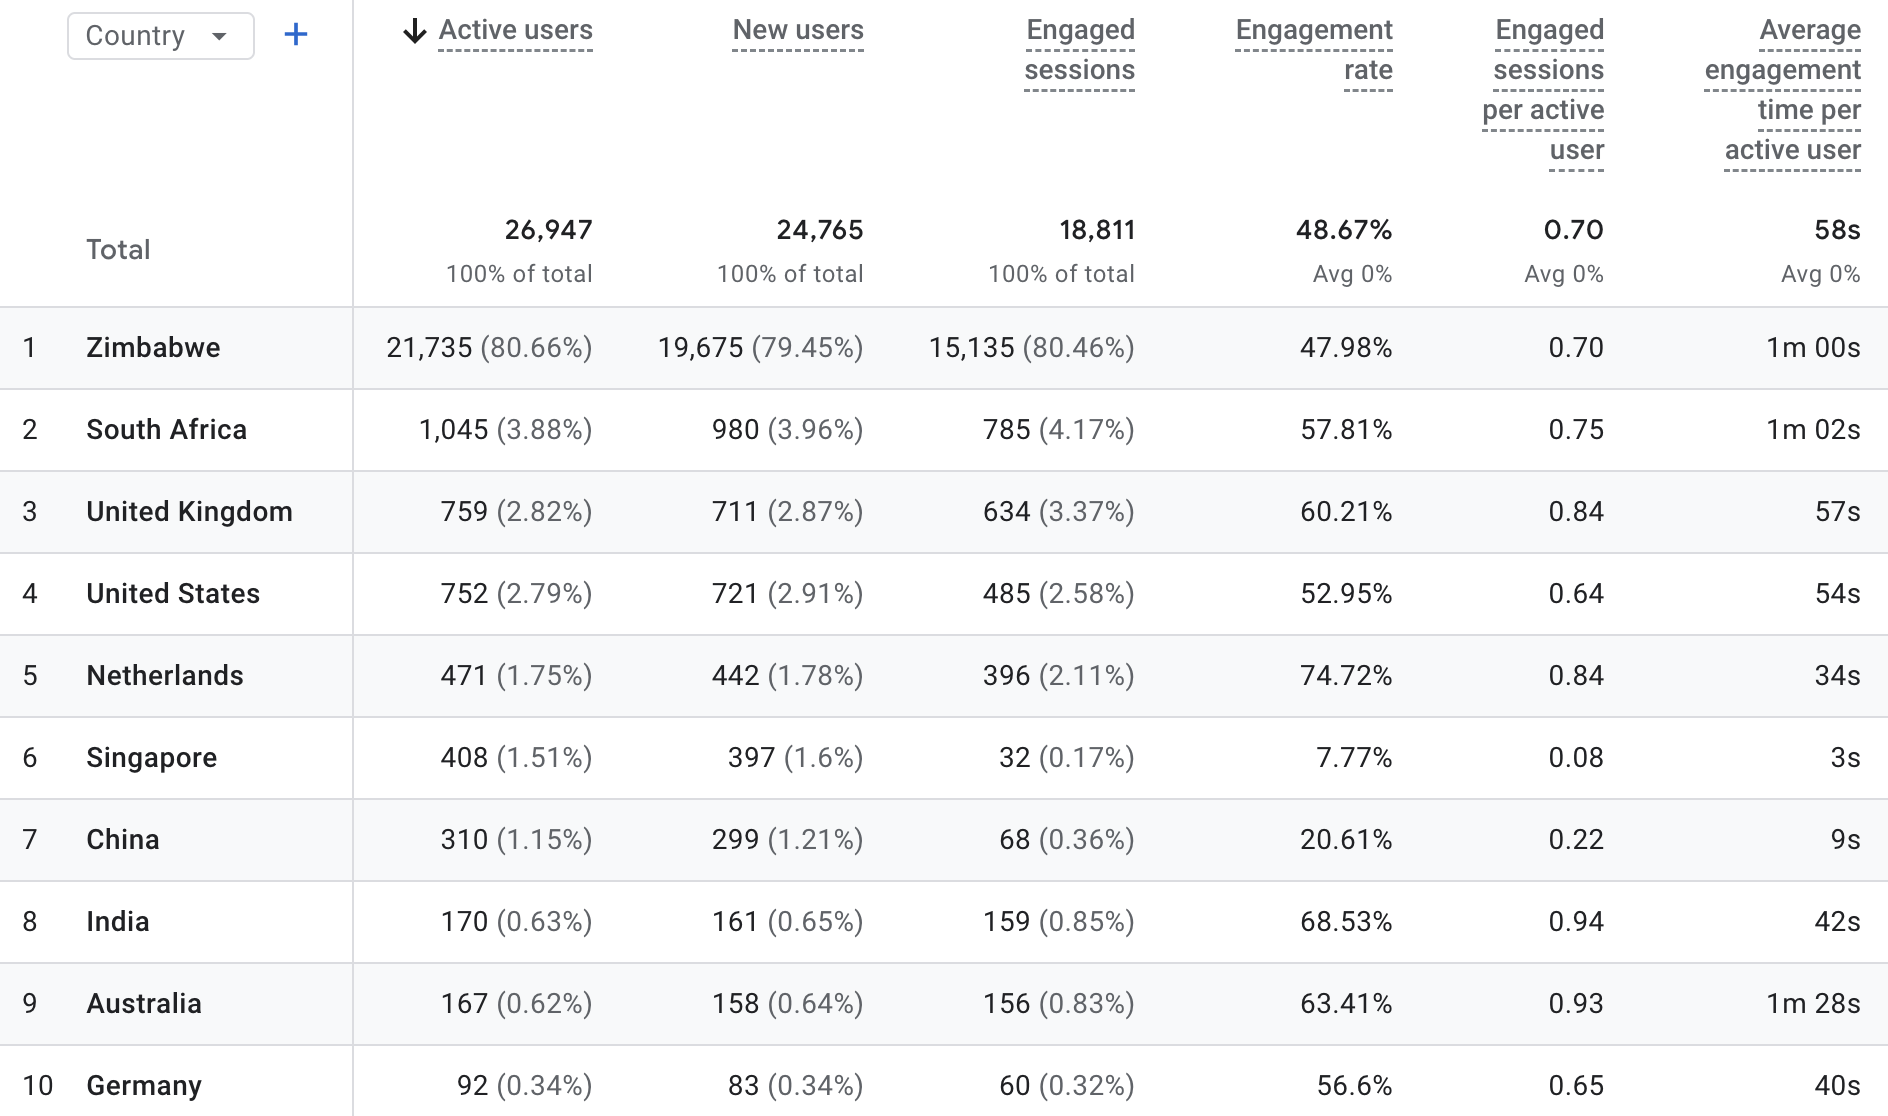 Country
Active users
New users
Engaged sessions
Engagement rate
Engaged sessions per active user
Average engagement time per active user
Total
26,947 24,765 18,811 48.67% 0.70 58s
100% of total 100% of total 100% of total Avg 0% Avg 0% Avg 0%
1 Zimbabwe 21,735 (80.66%) 19,675 (79.45%) 15,135 (80.46%) 47.98% 0.70 1m 00s
2 South Africa 1,045 (3.88%) 980 (3.96%) 785 (4.17%) 57.81% 0.75 1m 02s
3 United Kingdom 759 (2.82%) 711 (2.87%) 634 (3.37%) 60.21% 0.84 57s
4 United States 752 (2.79%) 721 (2.91%) 485 (2.58%) 52.95% 0.64 54s
5 Netherlands 471 (1.75%) 442 (1.78%) 396 (2.11%) 74.72% 0.84 34s
6 Singapore 408 (1.51%) 397 (1.6%) 32 (0.17%) 7.77% 0.08 3s
7 China 310 (1.15%) 299 (1.21%) 68 (0.36%) 20.61% 0.22 9s
8 India 170 (0.63%) 161 (0.65%) 159 (0.85%) 68.53% 0.94 42s
9 Australia 167 (0.62%) 158 (0.64%) 156 (0.83%) 63.41% 0.93 1m 28s
10 Germany 92 (0.34%) 83 (0.34%) 60 (0.32%) 56.6% 0.65 40s